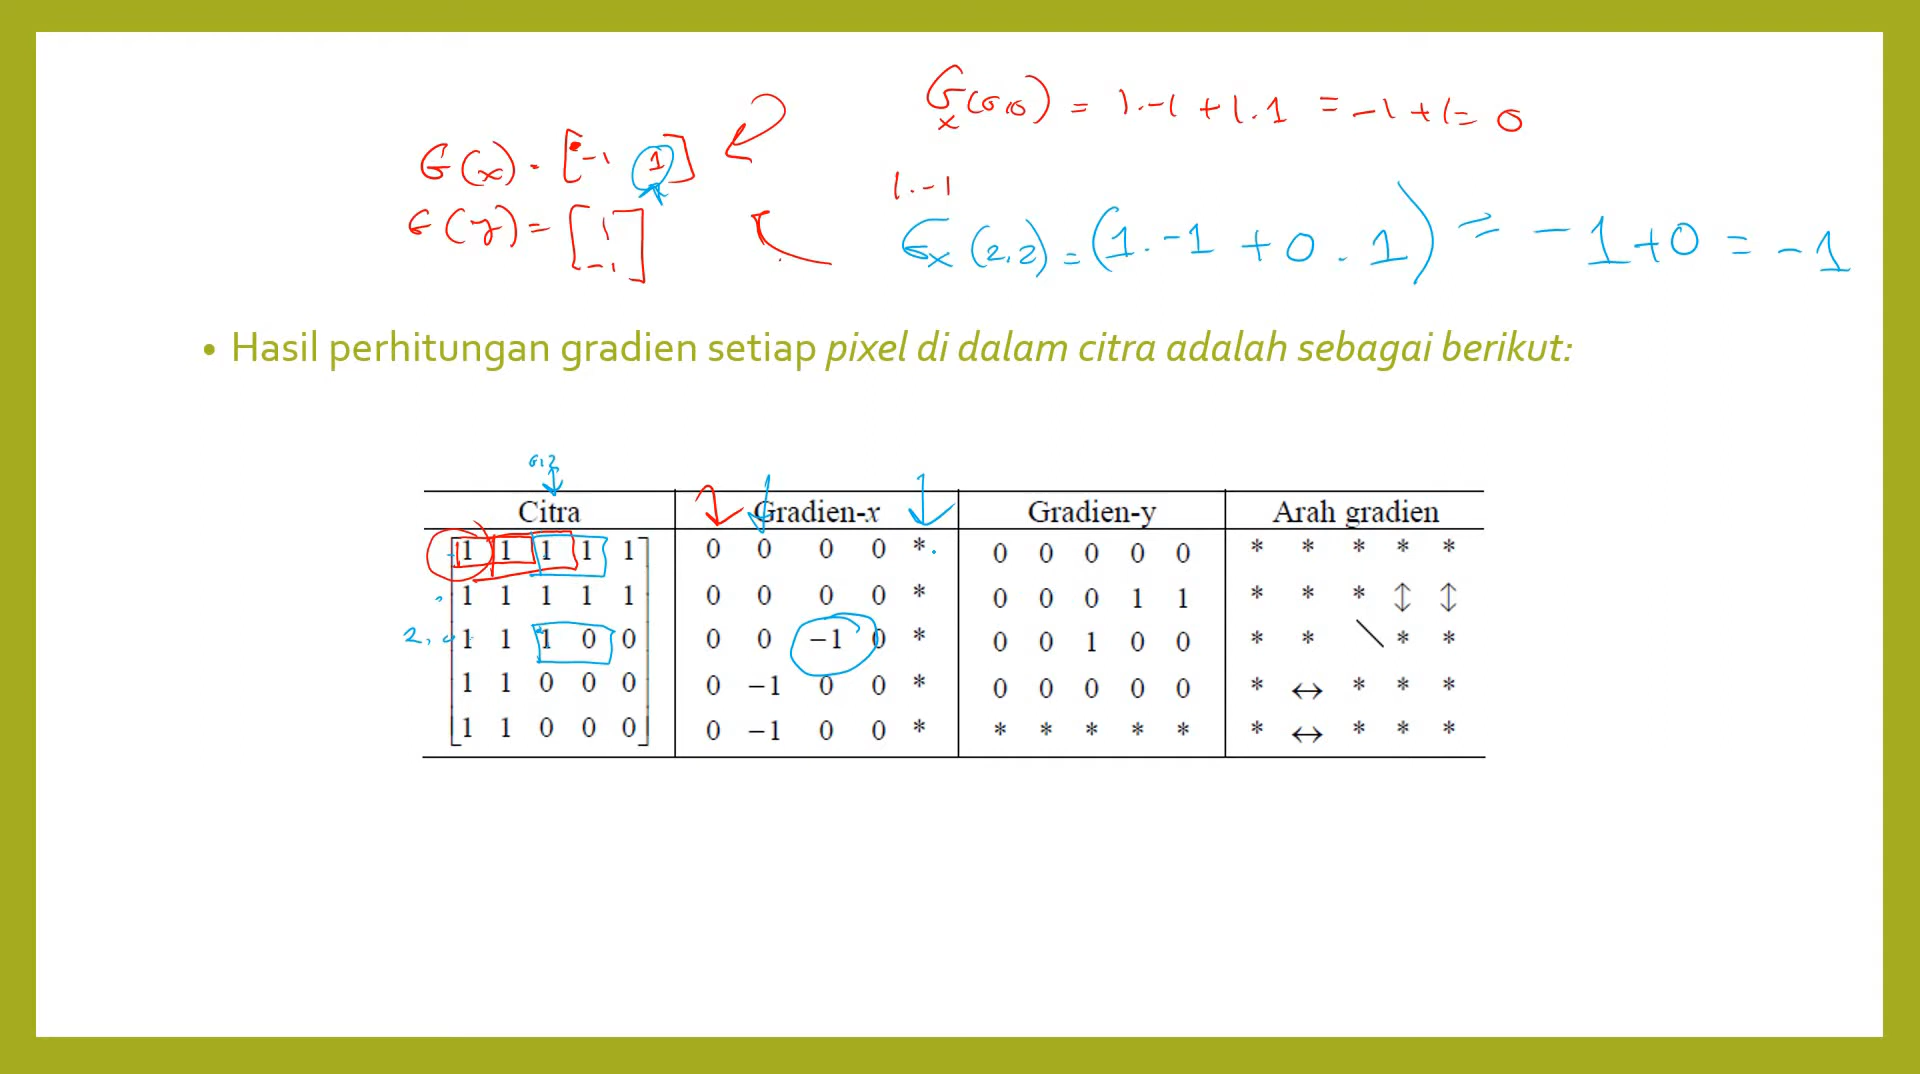 G(x) = [-1 1]
G(y) = [1 -1]
Gx(0,0) = 1.-1 + 1.1 = -1 + 1 = 0
1.-1
Gx(2,2) = (1.-1 + 0.1) = -1+0 = -1
• Hasil perhitungan gradien setiap pixel di dalam citra adalah sebagai berikut:
Citra Gradien-x Gradien-y Arah gradien
1 1 1 1 1 0 0 0 0 * 0 0 0 0 0 * * * * *
1 1 1 1 1 0 0 0 0 * 0 0 0 1 1 * * * ↕ ↕
1 1 1 0 0 0 0 −1 0 * 0 0 1 0 0 * * \ * *
1 1 0 0 0 0 −1 0 0 * 0 0 0 0 0 * ↔ * * *
1 1 0 0 0 0 −1 0 0 * * * * * * * ↔ * * *